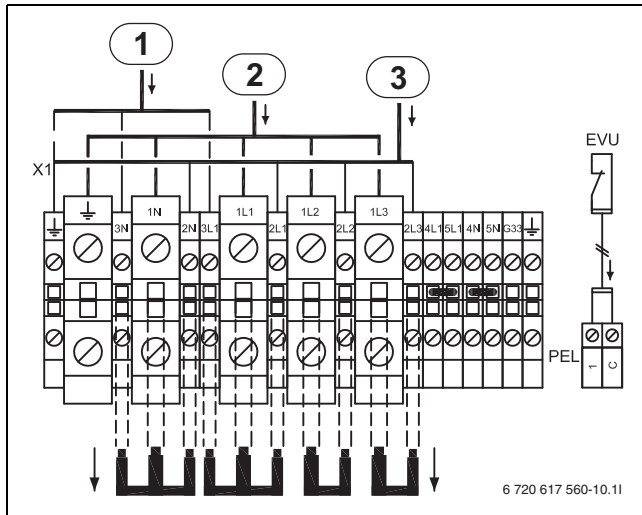 1
2
3
EVU
X1
3N
1N
2N
3L1
1L1
2L1
1L2
2L2
1L3
2L3
4L1
5L1
4N
5N
G33
PEL
1
C
6 720 617 560-10.1I